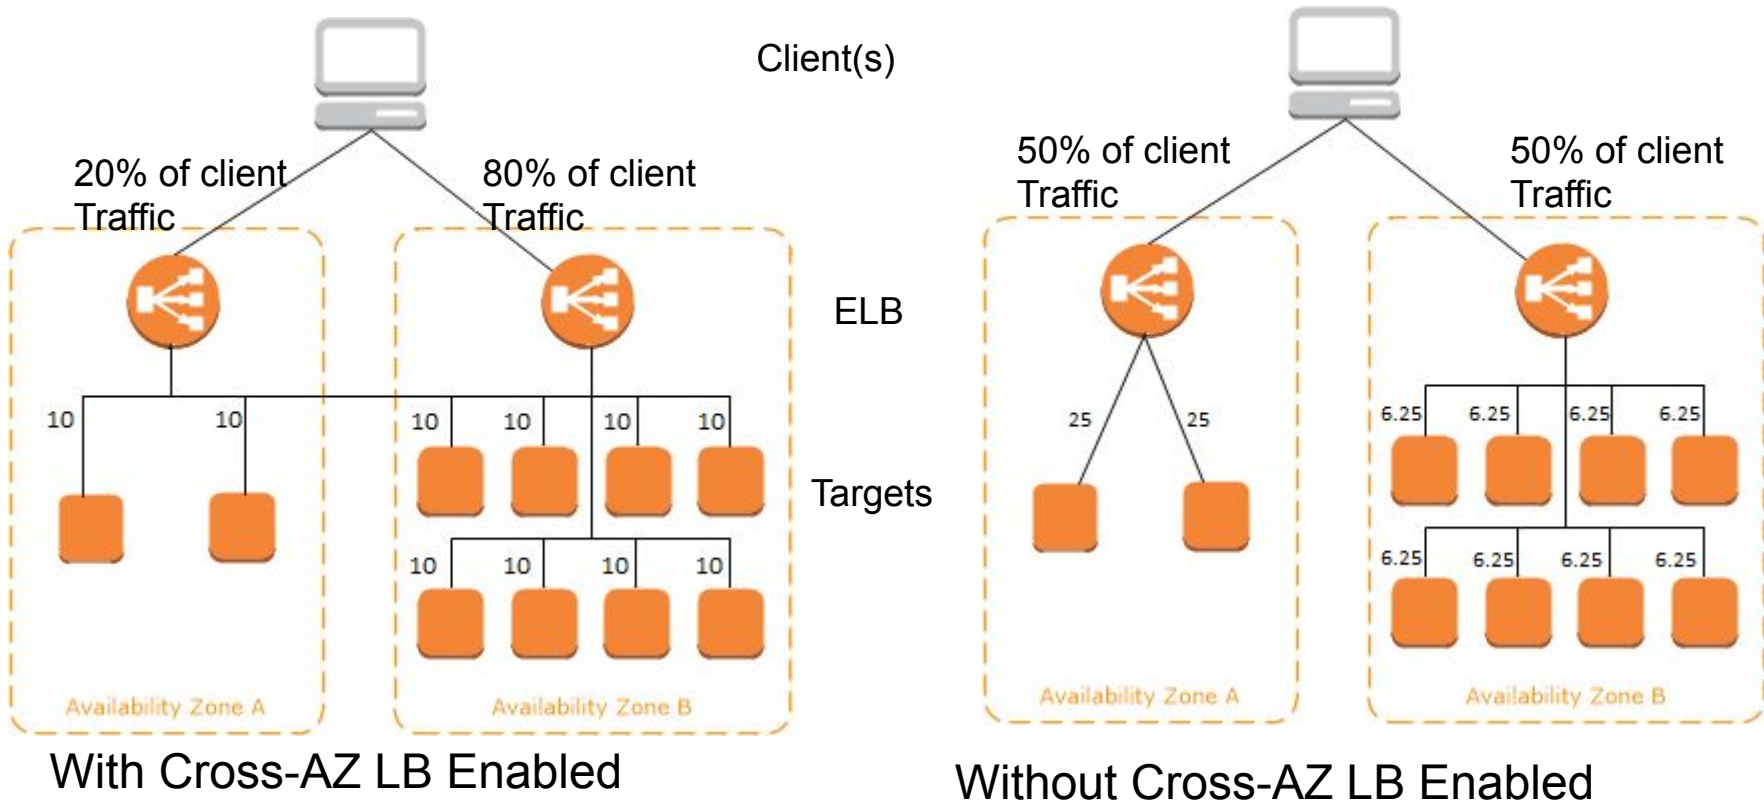 Client(s)
20% of client
Traffic
80% of client
Traffic
50% of client
Traffic
50% of client
Traffic
ELB
10
10
10
10
10
10
10
10
10
10
Targets
25
25
6.25
6.25
6.25
6.25
6.25
6.25
6.25
6.25
Availability Zone A
Availability Zone B
Availability Zone A
Availability Zone B
With Cross-AZ LB Enabled
Without Cross-AZ LB Enabled